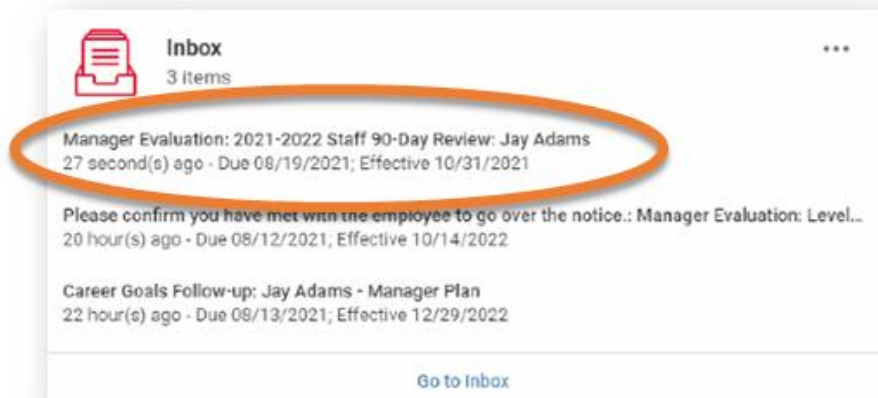 Inbox
3 items
Manager Evaluation: 2021-2022 Staff 90-Day Review: Jay Adams
27 second(s) ago - Due 08/19/2021; Effective 10/31/2021
Please confirm you have met with the employee to go over the notice.: Manager Evaluation: Level...
20 hour(s) ago - Due 08/12/2021; Effective 10/14/2022
Career Goals Follow-up: Jay Adams - Manager Plan
22 hour(s) ago - Due 08/13/2021; Effective 12/29/2022
Go to Inbox